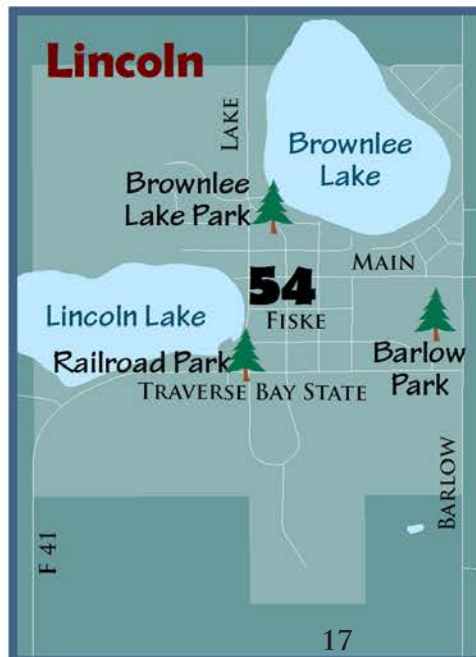 Lincoln
LAKE
Brownlee
Lake
Brownlee
Lake Park
MAIN
54
FISKE
Lincoln Lake
Railroad Park
Barlow
Park
TRAVERSE BAY STATE
BARLOW
F 41
17